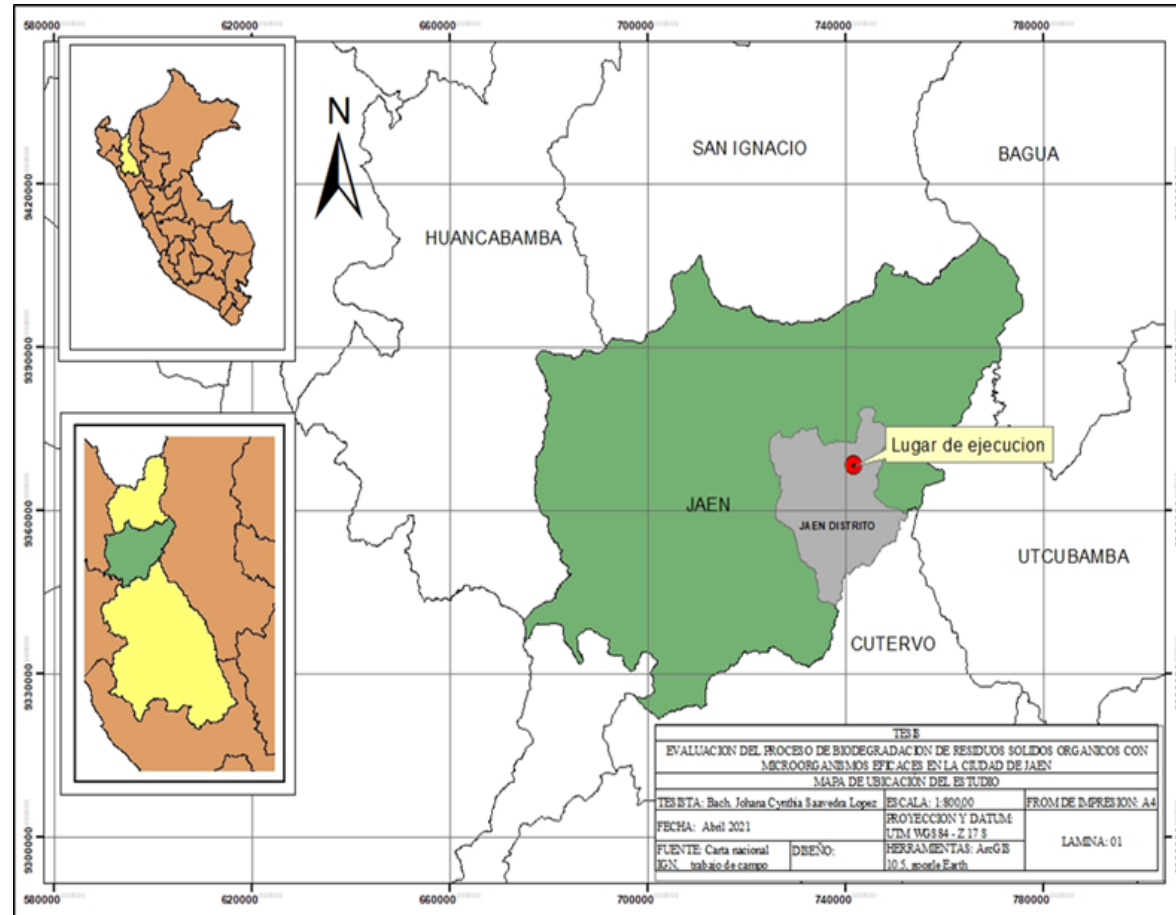 580000 620000 660000 700000 740000 780000
N
SAN IGNACIO
BAGUA
HUANCABAMBA
9420000
9390000
9360000
9330000
9300000
Lugar de ejecucion
JAEN
JAEN DISTRITO
UTCUBAMBA
CUTERVO
TESIS
EVALUACION DEL PROCESO DE BIODEGRADACION DE RESIDUOS SOLIDOS ORGANICOS CON
MICROORGANISMOS EFICACES EN LA CIUDAD DE JAEN
MAPA DE UBICACIÓN DEL ESTUDIO
TESISTA: Bach. Johana Cynthia Saavedra Lopez
ESCALA: 1:800,00
FROM DE IMPRESION: A4
FECHA: Abril 2021
PROYECCION Y DATUM:
UTM WGS84 - Z 17 S
LAMINA: 01
FUENTE: Carta nacional
IGN, trabajo de campo
DISEÑO:
HERRAMIENTAS: ArcGIS
10.5, google Earth
580000 620000 660000 700000 740000 780000